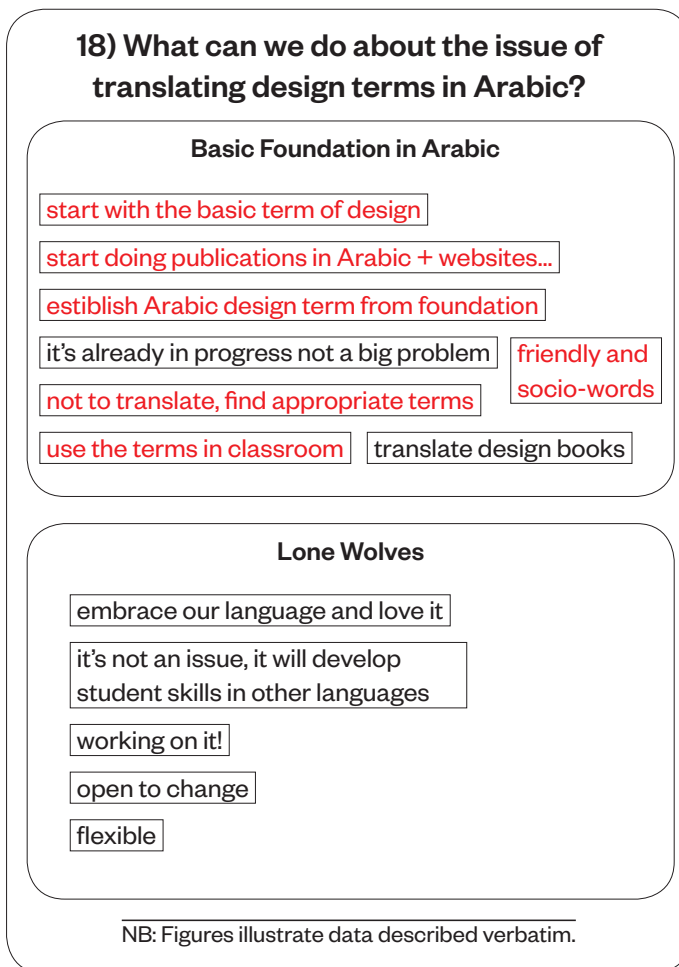 18) What can we do about the issue of
translating design terms in Arabic?
Basic Foundation in Arabic
start with the basic term of design
start doing publications in Arabic + websites...
estiblish Arabic design term from foundation
it's already in progress not a big problem
friendly and
socio-words
not to translate, find appropriate terms
use the terms in classroom
translate design books
Lone Wolves
embrace our language and love it
it's not an issue, it will develop
student skills in other languages
working on it!
open to change
flexible
NB: Figures illustrate data described verbatim.